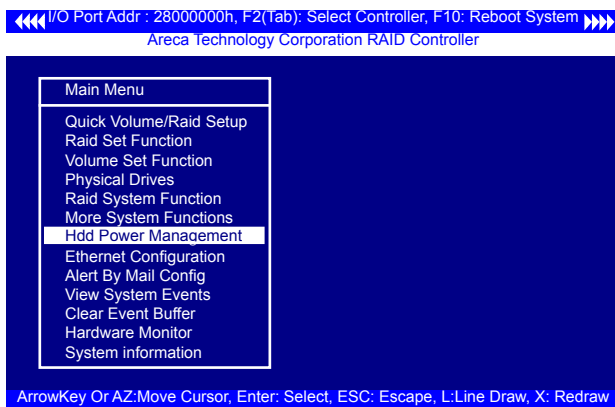 I/O Port Addr : 28000000h, F2(Tab): Select Controller, F10: Reboot System
Areca Technology Corporation RAID Controller
Main Menu
Quick Volume/Raid Setup
Raid Set Function
Volume Set Function
Physical Drives
Raid System Function
More System Functions
Hdd Power Management
Ethernet Configuration
Alert By Mail Config
View System Events
Clear Event Buffer
Hardware Monitor
System information
ArrowKey Or AZ:Move Cursor, Enter: Select, ESC: Escape, L:Line Draw, X: Redraw